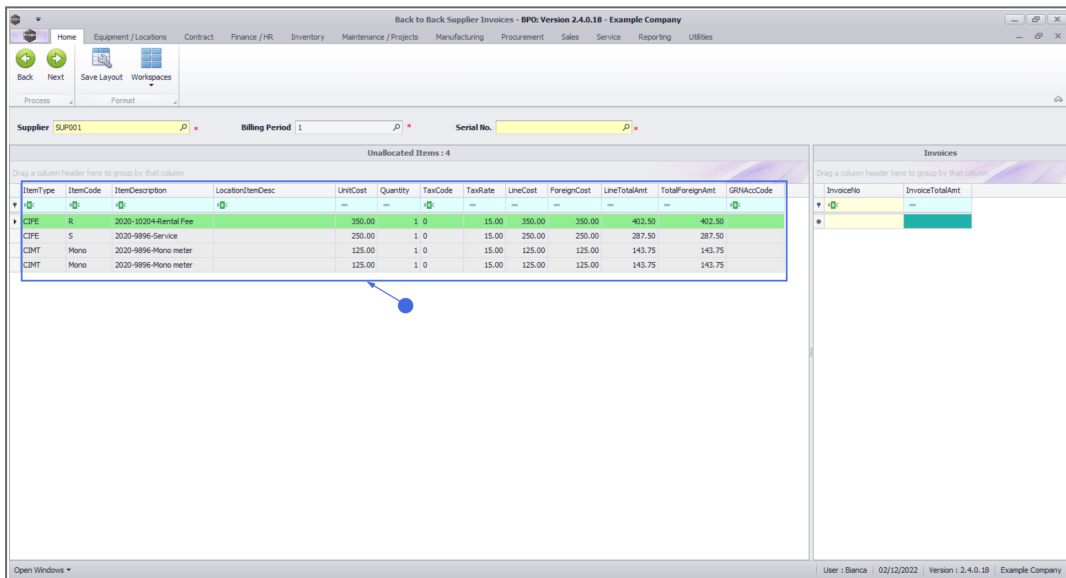 Back to Back Supplier Invoices - BPO: Version 2.4.0.18 - Example Company
Home Equipment / Locations Contract Finance / HR Inventory Maintenance / Projects Manufacturing Procurement Sales Service Reporting Utilities
Back Next Save Layout Workspaces
Process Format
Supplier SUP001 * Billing Period 1 * Serial No. *
Unallocated Items : 4 Invoices
Drag a column header here to group by that column Drag a column header here to group by that column
ItemType ItemCode ItemDescription LocationItemDesc UnitCost Quantity TaxCode TaxRate LineCost ForeignCost LineTotalAmt TotalForeignAmt GRNAccCode InvoiceNo InvoiceTotalAmt
CIFE R 2020-10204-Rental Fee 350.00 1 0 15.00 350.00 350.00 402.50 402.50
CIFE S 2020-9896-Service 250.00 1 0 15.00 250.00 250.00 287.50 287.50
CIMT Mono 2020-9896-Mono meter 125.00 1 0 15.00 125.00 125.00 143.75 143.75
CIMT Mono 2020-9896-Mono meter 125.00 1 0 15.00 125.00 125.00 143.75 143.75
Open Windows User : Bianca 02/12/2022 Version : 2.4.0.18 Example Company